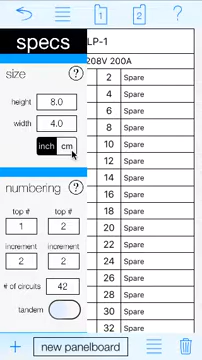 1 2
specs LP-1
208V 200A
size ?
height 8.0
width 4.0
inch cm
numbering ?
top # top #
1 2
increment increment
2 2
# of circuits 42
tandem
2 Spare
4 Spare
6 Spare
8 Spare
10 Spare
12 Spare
14 Spare
16 Spare
18 Spare
20 Spare
22 Spare
24 Spare
26 Spare
28 Spare
30 Spare
32 Spare
+ new panelboard